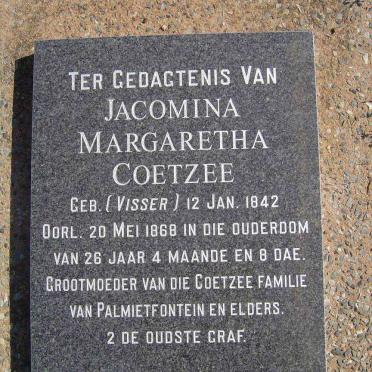 TER GEDAGTENIS VAN
JACOMINA
MARGARETHA
COETZEE
GEB. (VISSER) 12 JAN. 1842
OORL. 20 MEI 1868 IN DIE OUDERDOM
VAN 26 JAAR 4 MAANDE EN 8 DAE.
GROOTMOEDER VAN DIE COETZEE FAMILIE
VAN PALMIETFONTEIN EN ELDERS.
2 DE OUDSTE GRAF.